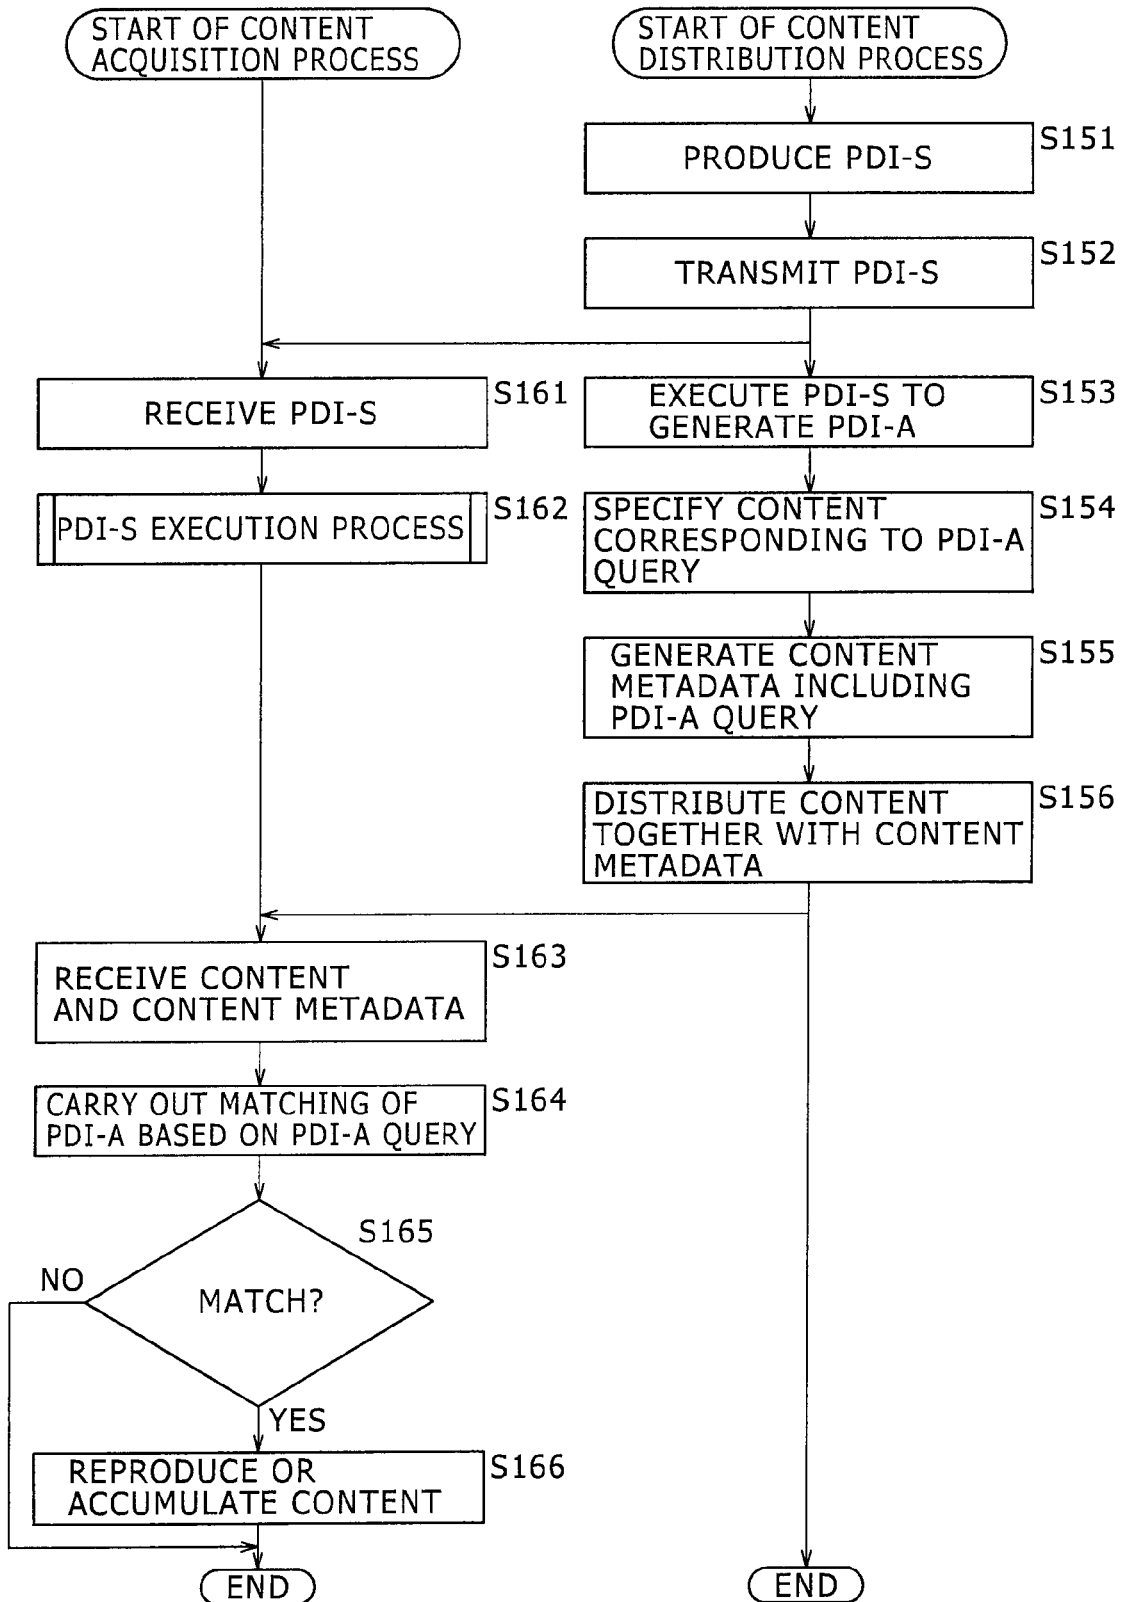 START OF CONTENT
ACQUISITION PROCESS
START OF CONTENT
DISTRIBUTION PROCESS
S151
PRODUCE PDI-S
S152
TRANSMIT PDI-S
S161
RECEIVE PDI-S
S153
EXECUTE PDI-S TO
GENERATE PDI-A
S162
PDI-S EXECUTION PROCESS
S154
SPECIFY CONTENT
CORRESPONDING TO PDI-A
QUERY
S155
GENERATE CONTENT
METADATA INCLUDING
PDI-A QUERY
S156
DISTRIBUTE CONTENT
TOGETHER WITH CONTENT
METADATA
S163
RECEIVE CONTENT
AND CONTENT METADATA
S164
CARRY OUT MATCHING OF
PDI-A BASED ON PDI-A QUERY
S165
NO
MATCH?
YES
S166
REPRODUCE OR
ACCUMULATE CONTENT
END
END